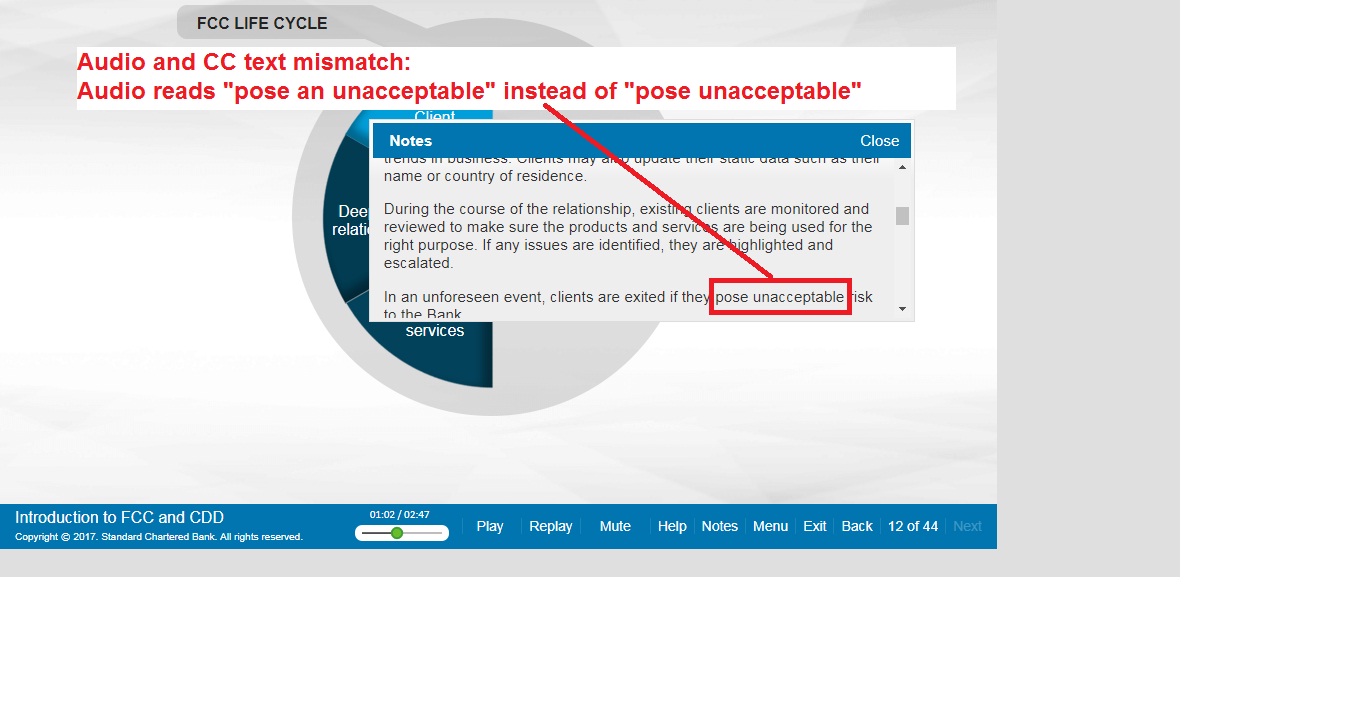 FCC LIFE CYCLE
Audio and CC text mismatch:
Audio reads "pose an unacceptable" instead of "pose unacceptable"
Client
Notes
Close
trends in business. Clients may also update their static data such as their
name or country of residence.
During the course of the relationship, existing clients are monitored and
reviewed to make sure the products and services are being used for the
right purpose. If any issues are identified, they are highlighted and
escalated.
In an unforeseen event, clients are exited if they pose unacceptable risk
to the Bank
services
Introduction to FCC and CDD
Copyright © 2017. Standard Chartered Bank. All rights reserved.
01:02 / 02:47
Play
Replay
Mute
Help
Notes
Menu
Exit
Back
12 of 44
Next